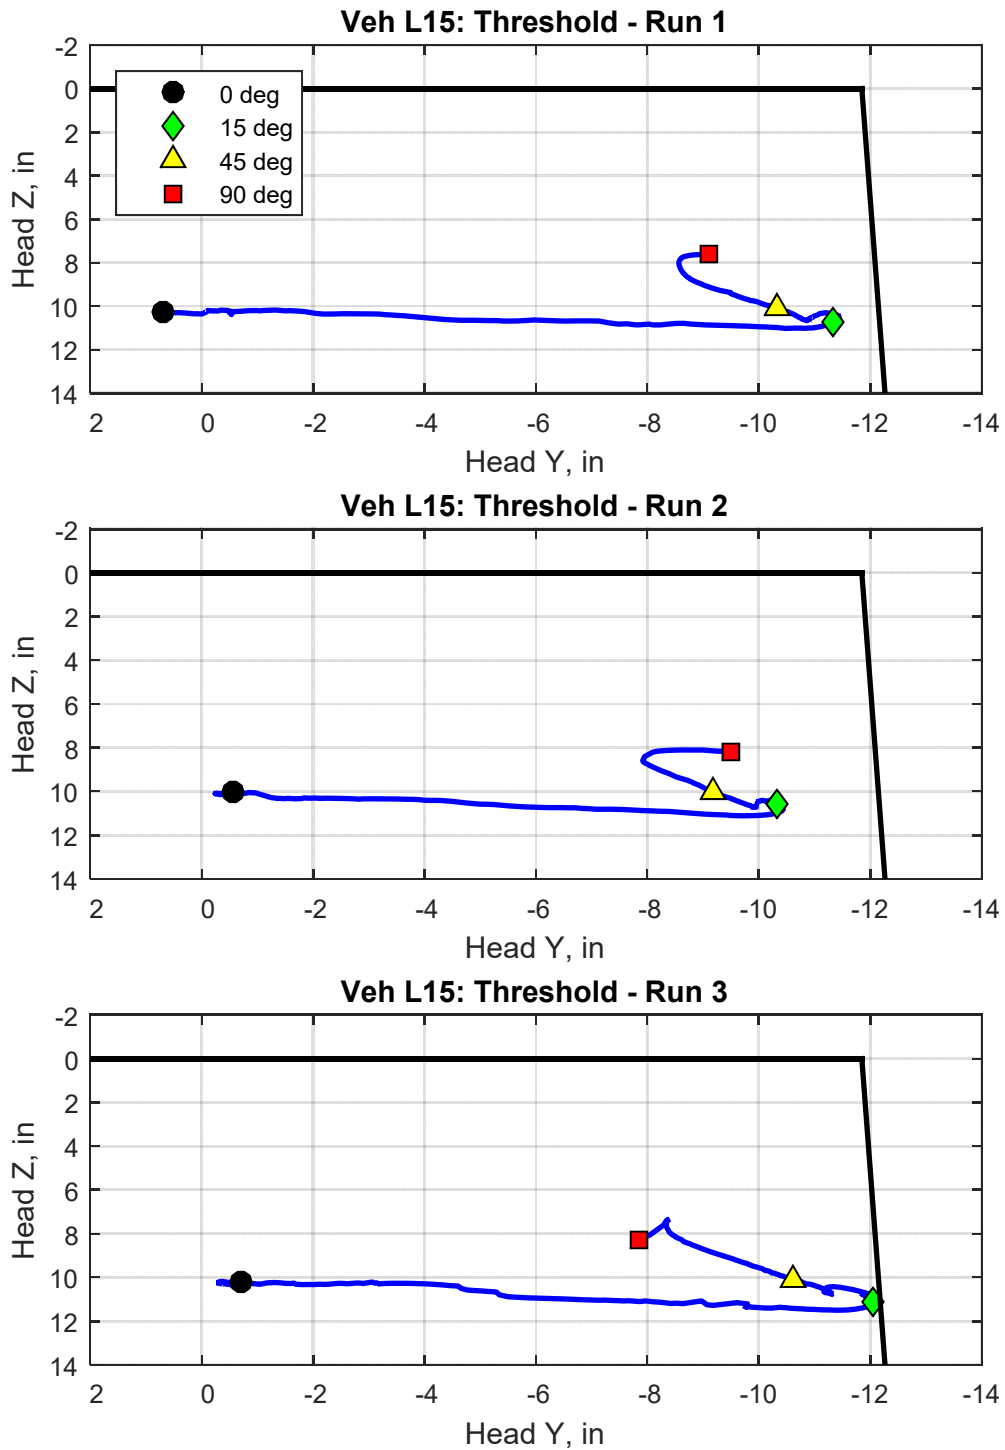 Veh L15: Threshold - Run 1
-2
0
2
4
6
8
10
12
14
Head Z, in
0 deg
15 deg
45 deg
90 deg
2 0 -2 -4 -6 -8 -10 -12 -14
Head Y, in
Veh L15: Threshold - Run 2
-2
0
2
4
6
8
10
12
14
Head Z, in
2 0 -2 -4 -6 -8 -10 -12 -14
Head Y, in
Veh L15: Threshold - Run 3
-2
0
2
4
6
8
10
12
14
Head Z, in
2 0 -2 -4 -6 -8 -10 -12 -14
Head Y, in